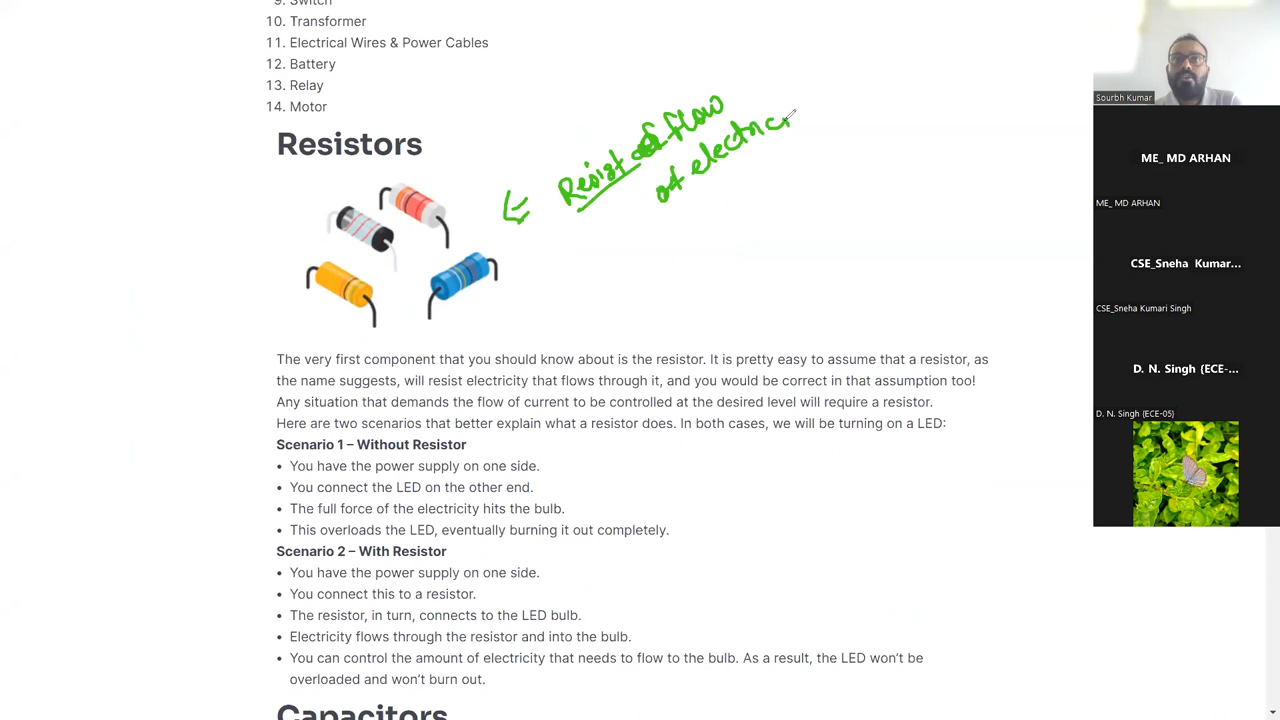 9. Switch
10. Transformer
11. Electrical Wires & Power Cables
12. Battery
13. Relay
14. Motor
Resistors
Resist of flow
of electric
The very first component that you should know about is the resistor. It is pretty easy to assume that a resistor, as
the name suggests, will resist electricity that flows through it, and you would be correct in that assumption too!
Any situation that demands the flow of current to be controlled at the desired level will require a resistor.
Here are two scenarios that better explain what a resistor does. In both cases, we will be turning on a LED:
Scenario 1 – Without Resistor
• You have the power supply on one side.
• You connect the LED on the other end.
• The full force of the electricity hits the bulb.
• This overloads the LED, eventually burning it out completely.
Scenario 2 – With Resistor
• You have the power supply on one side.
• You connect this to a resistor.
• The resistor, in turn, connects to the LED bulb.
• Electricity flows through the resistor and into the bulb.
• You can control the amount of electricity that needs to flow to the bulb. As a result, the LED won’t be
overloaded and won’t burn out.
Capacitors
Sourbh Kumar
ME_ MD ARHAN
ME_ MD ARHAN
CSE_Sneha Kumar...
CSE_Sneha Kumari Singh
D. N. Singh {ECE-...
D. N. Singh {ECE-05}